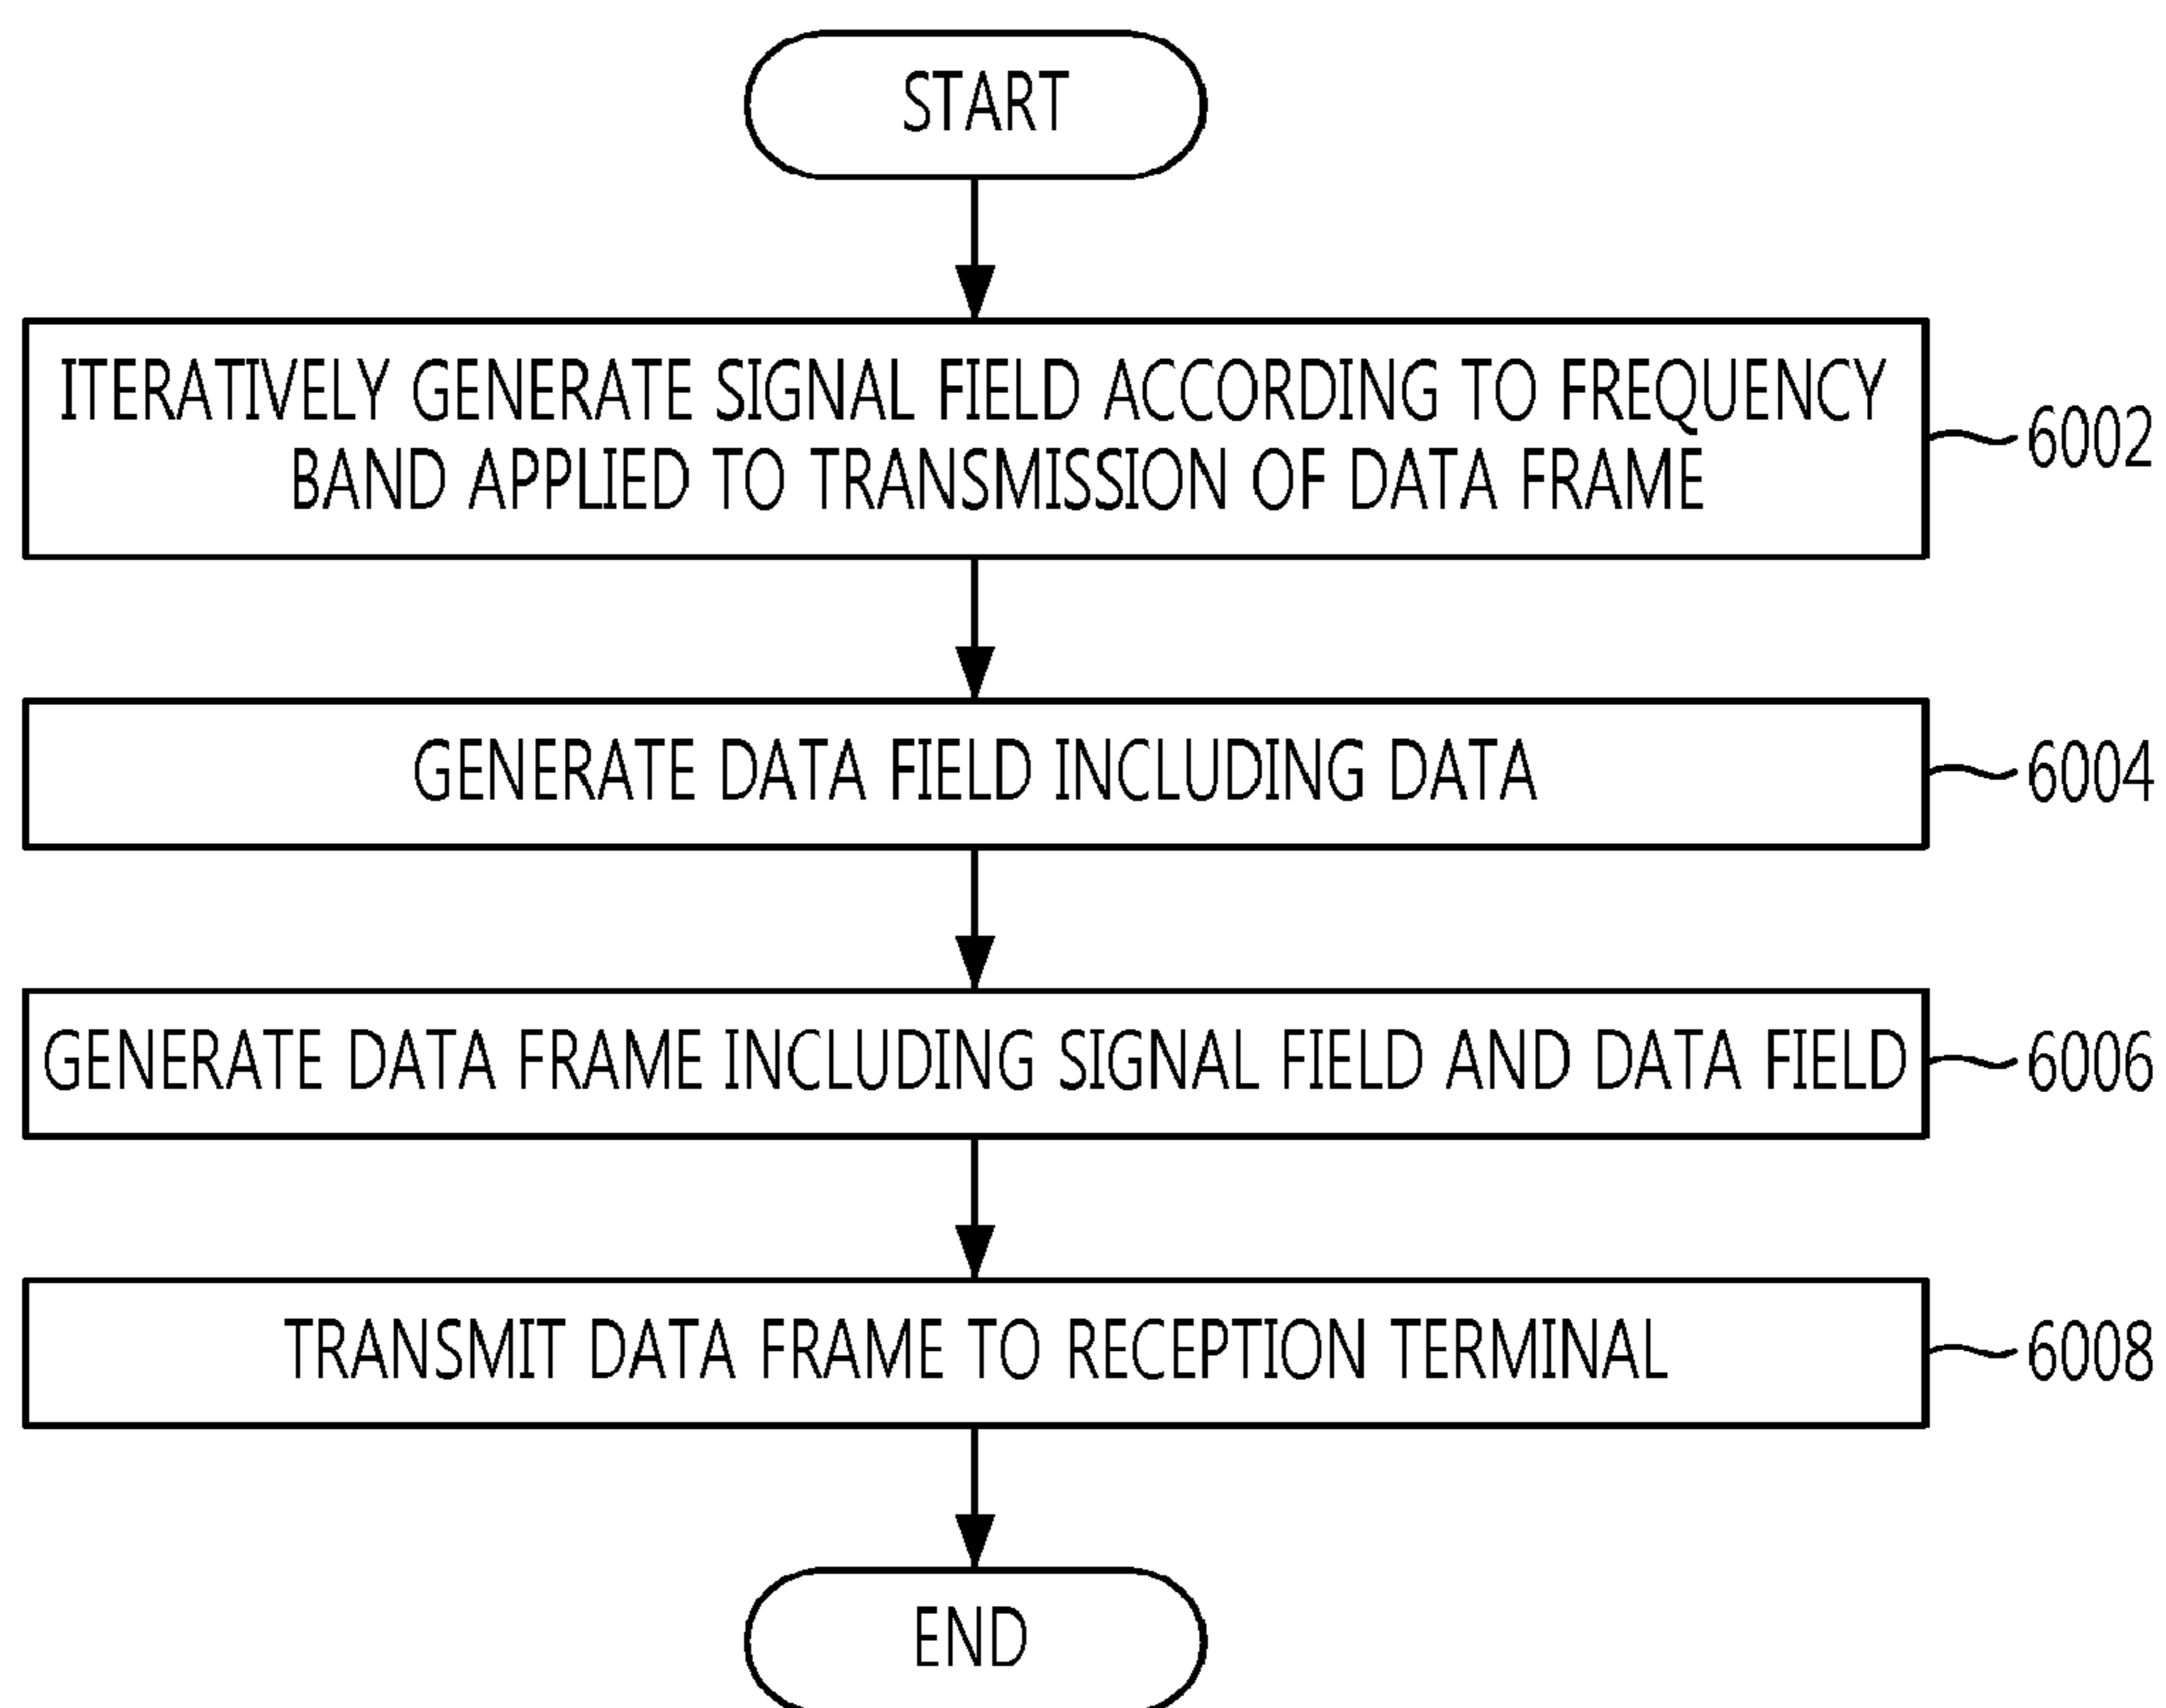 START
ITERATIVELY GENERATE SIGNAL FIELD ACCORDING TO FREQUENCY
BAND APPLIED TO TRANSMISSION OF DATA FRAME
6002
GENERATE DATA FIELD INCLUDING DATA
6004
GENERATE DATA FRAME INCLUDING SIGNAL FIELD AND DATA FIELD
6006
TRANSMIT DATA FRAME TO RECEPTION TERMINAL
6008
END